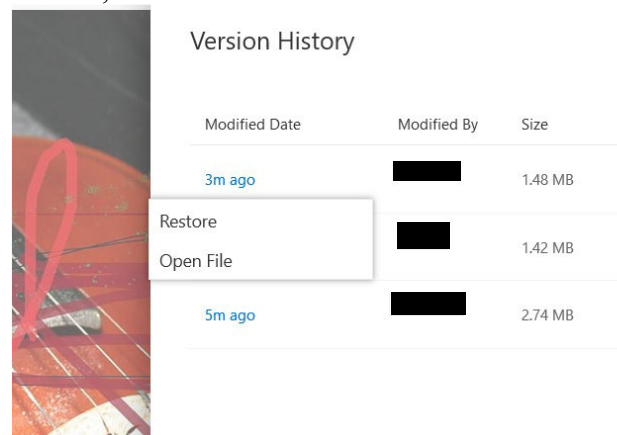 Version History
Modified Date Modified By Size
3m ago 1.48 MB
Restore
1.42 MB
Open File
5m ago 2.74 MB